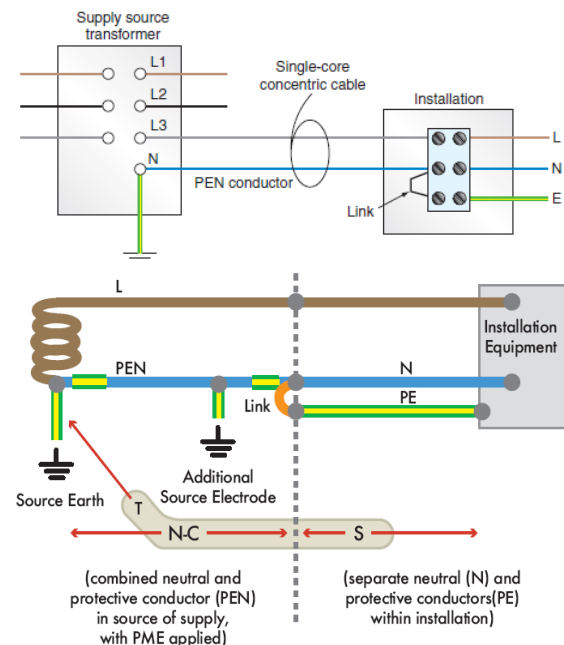 Supply source
transformer
L1
L2
L3
N
Single-core
concentric cable
Installation
L
N
E
PEN conductor
Link
L
PEN
N
PE
Link
Installation
Equipment
Source Earth
Additional
Source Electrode
T
N-C
S
(combined neutral and
protective conductor (PEN)
in source of supply,
with PME applied)
(separate neutral (N) and
protective conductors(PE)
within installation)